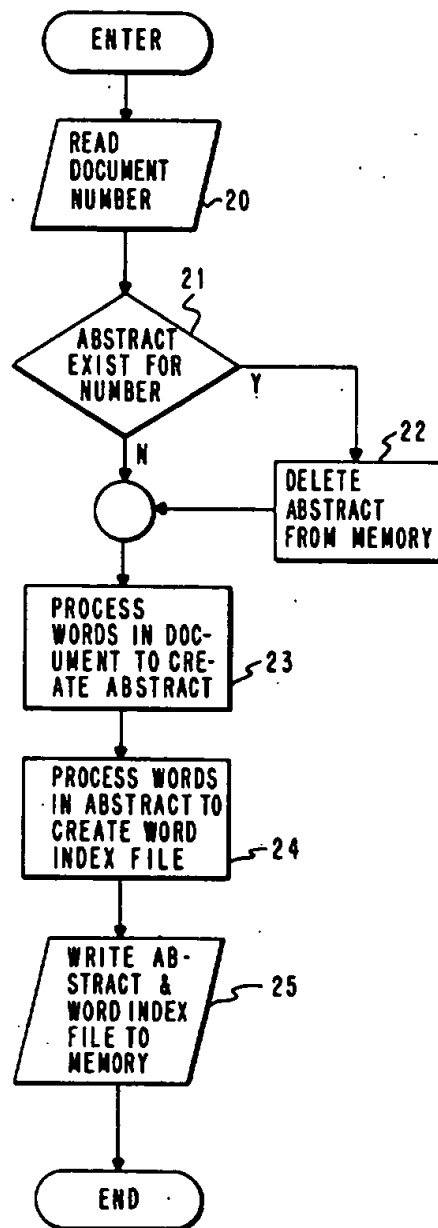 ENTER
READ
DOCUMENT
NUMBER
20
21
ABSTRACT
EXIST FOR
NUMBER
Y
N
22
DELETE
ABSTRACT
FROM MEMORY
PROCESS
WORDS IN DOC-
UMENT TO CRE-
ATE ABSTRACT
23
PROCESS WORDS
IN ABSTRACT TO
CREATE WORD
INDEX FILE
24
WRITE AB-
STRACT &
WORD INDEX
FILE TO
MEMORY
25
END